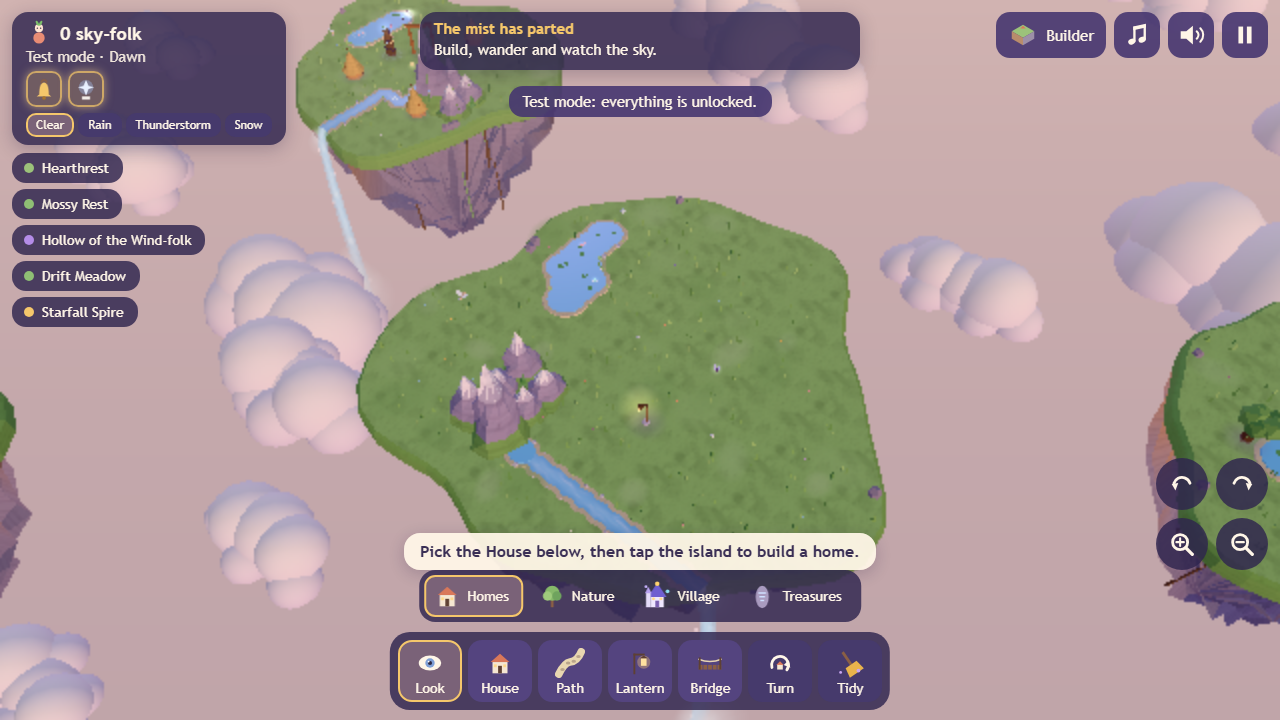 0 sky-folk
Test mode · Dawn
Clear
Rain
Thunderstorm
Snow
Hearthrest
Mossy Rest
Hollow of the Wind-folk
Drift Meadow
Starfall Spire
The mist has parted
Build, wander and watch the sky.
Test mode: everything is unlocked.
Builder
Pick the House below, then tap the island to build a home.
Homes
Nature
Village
Treasures
Look
House
Path
Lantern
Bridge
Turn
Tidy